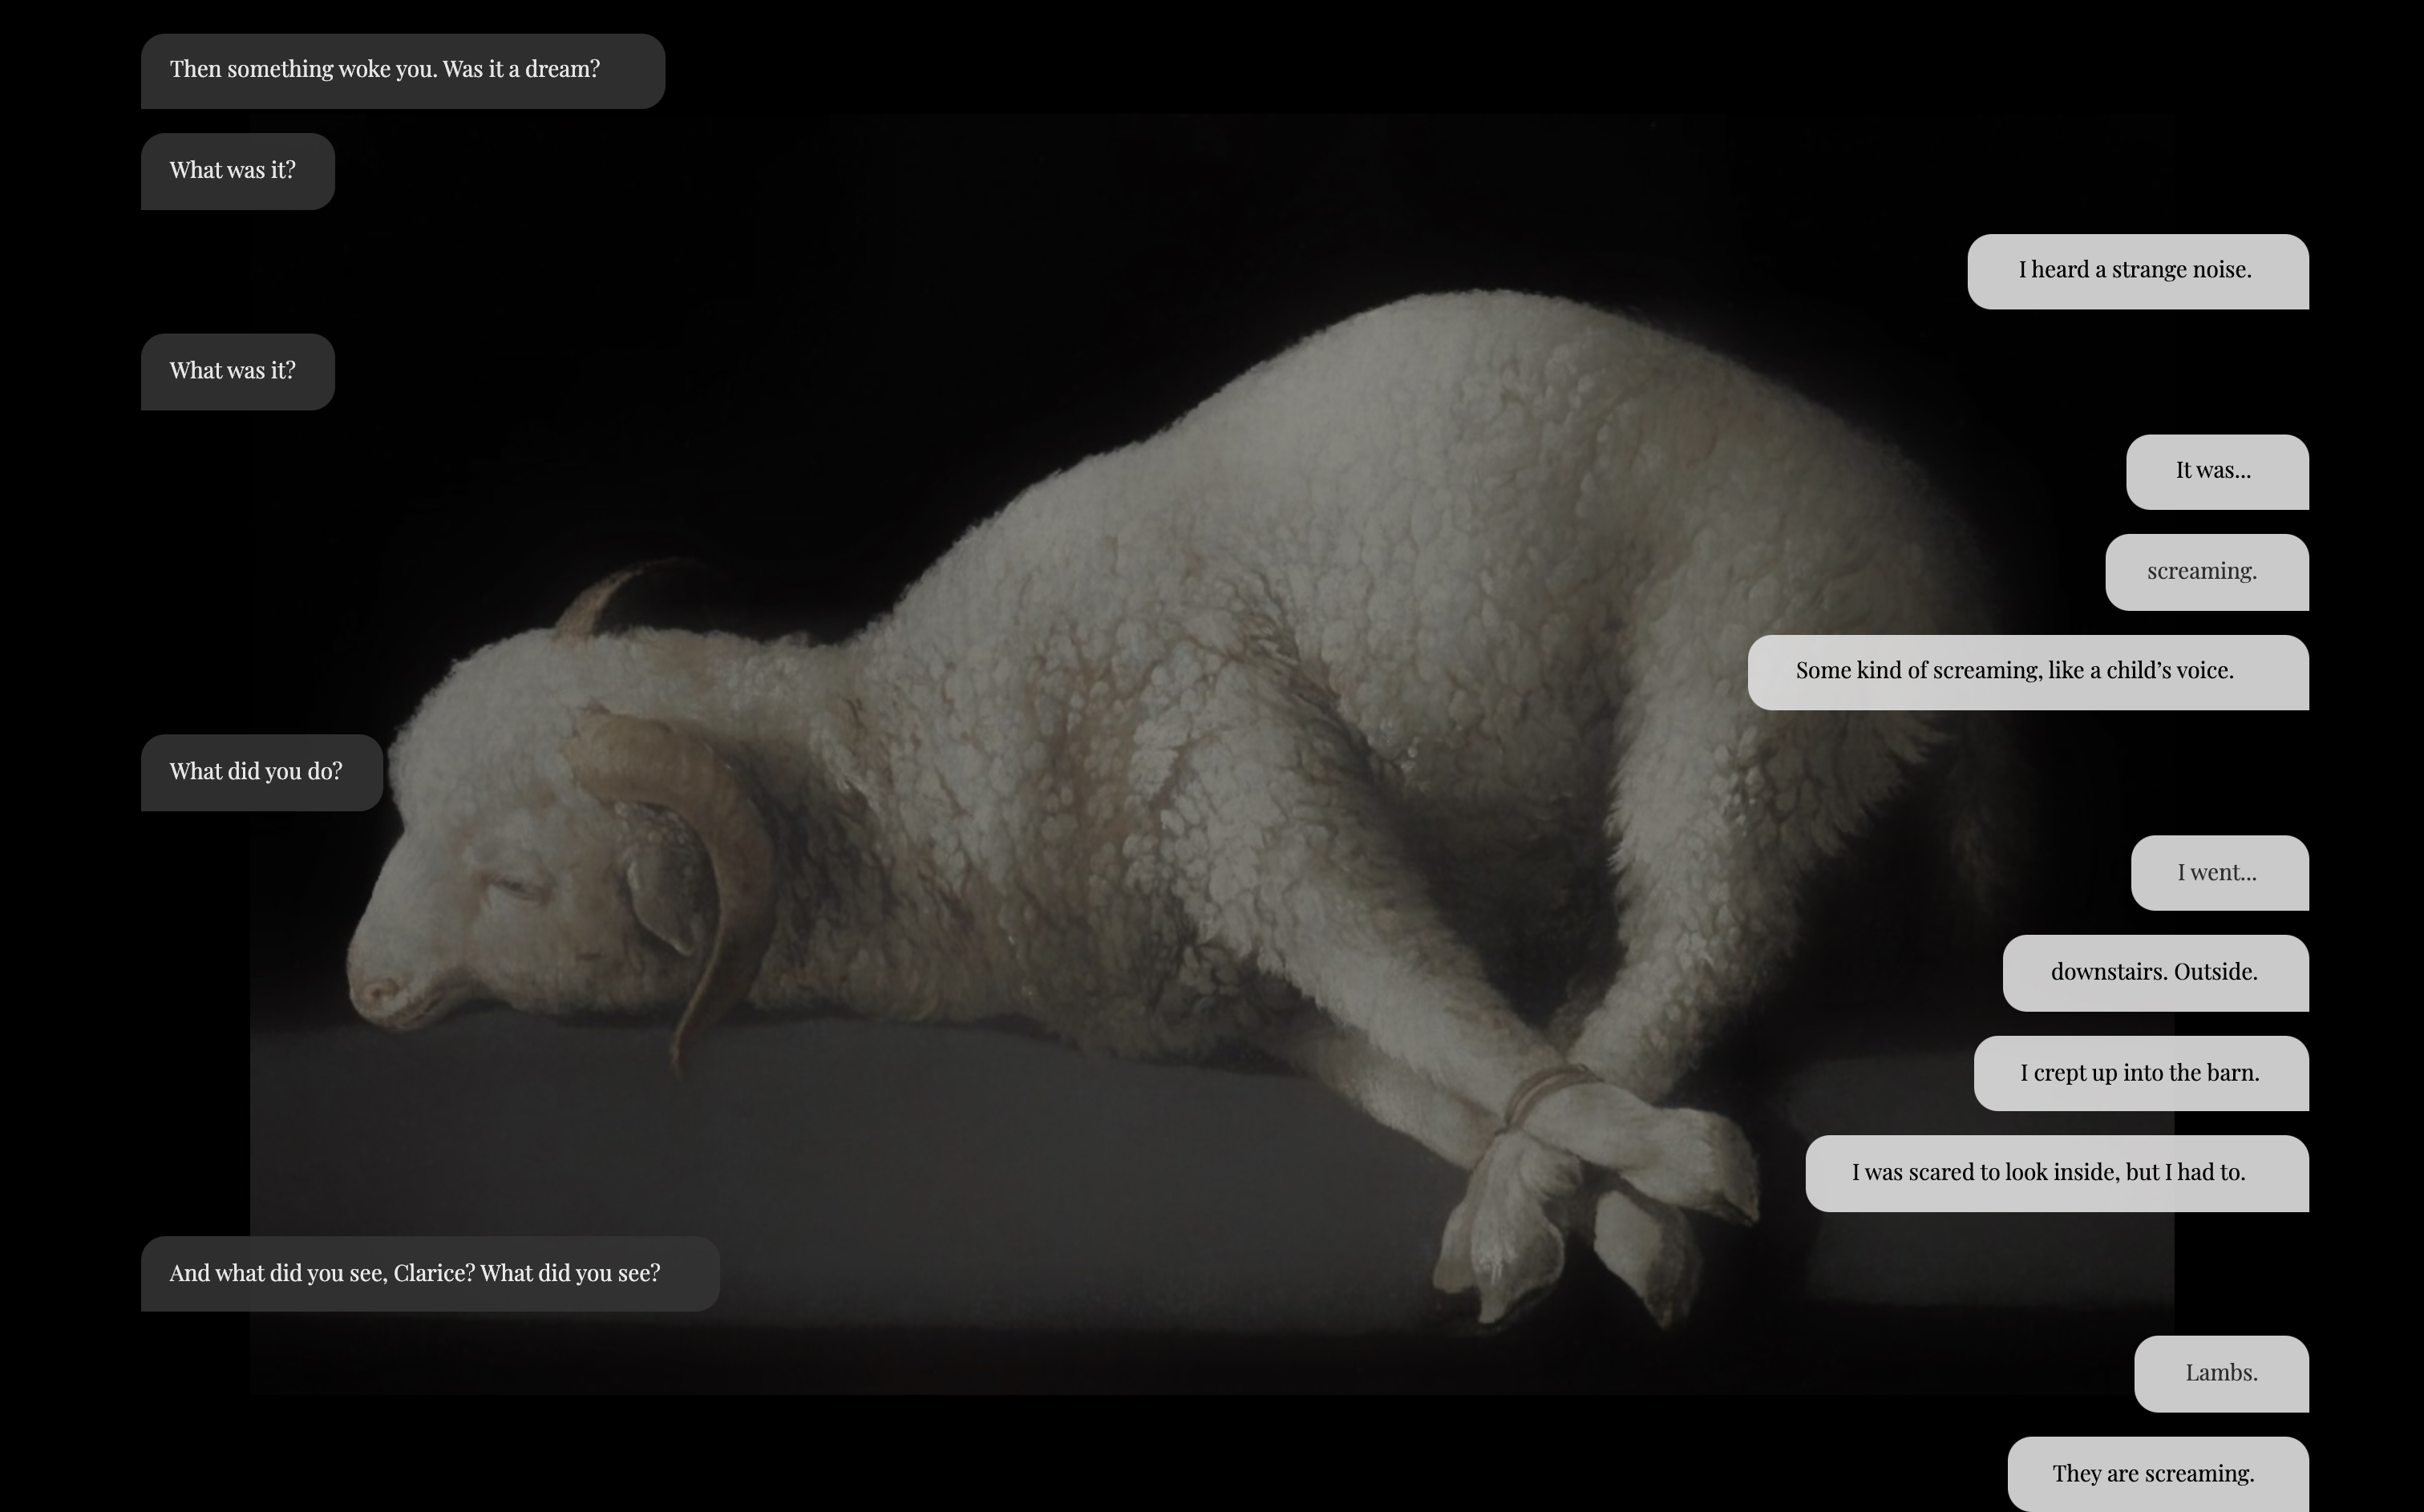 Then something woke you. Was it a dream?
What was it?
I heard a strange noise.
What was it?
It was...
screaming.
Some kind of screaming, like a child’s voice.
What did you do?
I went...
downstairs. Outside.
I crept up into the barn.
I was scared to look inside, but I had to.
And what did you see, Clarice? What did you see?
Lambs.
They are screaming.